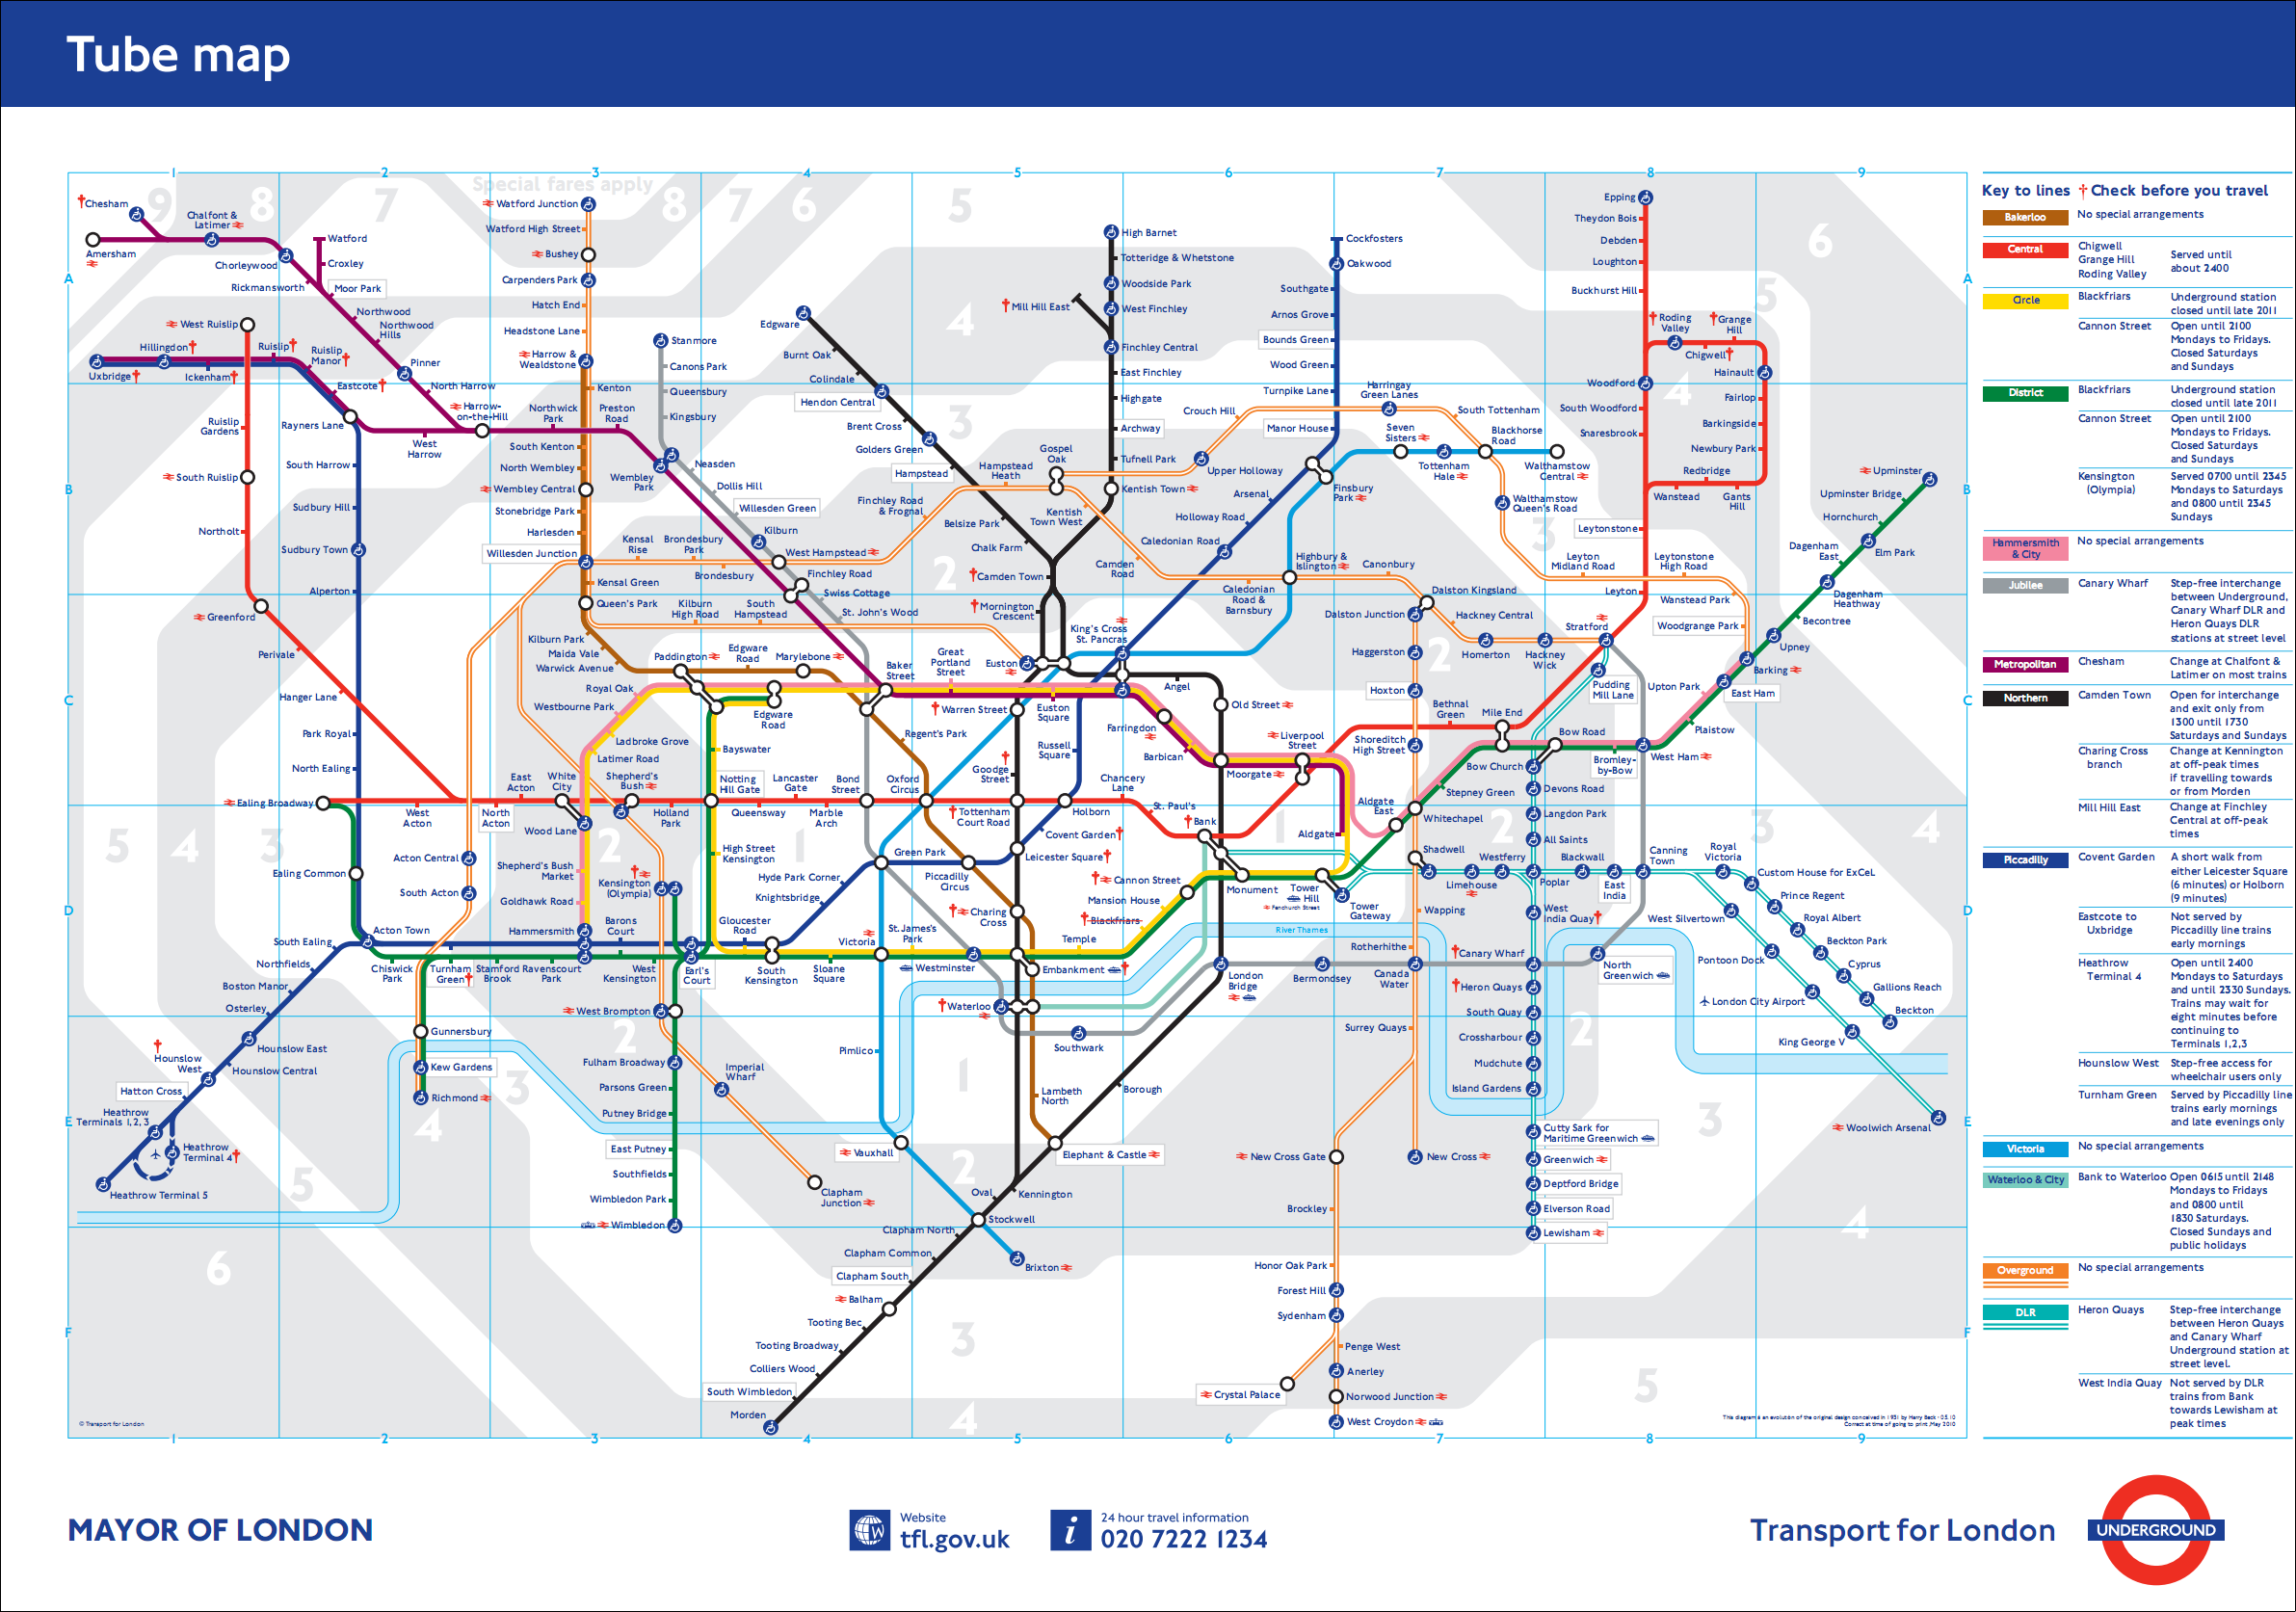 Tube map
1
2
3
4
5
6
7
8
9
Special fares apply
9
8
7
8
7
6
5
6
Key to lines † Check before you travel
† Chesham
Chalfont &
Latimer
Amersham
Chorleywood
Rickmansworth
Watford
Croxley
Moor Park
Northwood
Northwood
Hills
Pinner
North Harrow
Harrow-
on-the-Hill
West Ruislip
Hillingdon†
Ruislip†
Ruislip
Manor†
Uxbridge†
Ickenham†
Eastcote†
Rayners Lane
West
Harrow
Ruislip
Gardens
South Ruislip
Northolt
Greenford
Perivale
Hanger Lane
South Harrow
Sudbury Hill
Sudbury Town
Alperton
Park Royal
North Ealing
Ealing Broadway
Ealing Common
West
Acton
North
Acton
East
Acton
White
City
Shepherd's
Bush
Holland
Park
Notting
Hill Gate
Queensway
Lancaster
Gate
Marble
Arch
Bond
Street
Oxford
Circus
Tottenham
Court Road
Holborn
Chancery
Lane
St. Paul's
† Bank
Liverpool
Street
Watford Junction
Watford High Street
Bushey
Carpenders Park
Hatch End
Headstone Lane
Harrow &
Wealdstone
Kenton
Northwick
Park
Preston
Road
South Kenton
North Wembley
Wembley Central
Stonebridge Park
Harlesden
Willesden Junction
Kensal Green
Queen's Park
Kilburn Park
Maida Vale
Warwick Avenue
Paddington
Edgware
Road
Marylebone
Baker
Street
Regent's Park
Piccadilly
Circus
† Charing
Cross
Embankment †
† Waterloo
Lambeth
North
Elephant & Castle
Stanmore
Canons Park
Queensbury
Kingsbury
Wembley
Park
Neasden
Dollis Hill
Willesden Green
Kilburn
West Hampstead
Finchley Road
Swiss Cottage
St. John's Wood
Kensal
Rise
Brondesbury
Park
Brondesbury
Finchley Road
& Frognal
Hampstead
Heath
Gospel
Oak
Kentish
Town West
Camden
Road
Caledonian
Road &
Barnsbury
Highbury &
Islington
Canonbury
Dalston Kingsland
Dalston Junction
Hackney Central
Homerton
Hackney
Wick
Stratford
Kilburn
High Road
South
Hampstead
Edgware
Burnt Oak
Colindale
Hendon Central
Brent Cross
Golders Green
Hampstead
Belsize Park
Chalk Farm
† Camden Town
† Mornington
Crescent
Euston
† Warren Street
† Goodge
Street
Leicester Square†
High Barnet
Totteridge & Whetstone
Woodside Park
West Finchley
† Mill Hill East
Finchley Central
East Finchley
Highgate
Archway
Tufnell Park
Kentish Town
King's Cross
St. Pancras
Angel
Old Street
Moorgate
Great
Portland
Street
Euston
Square
Farringdon
Barbican
Cockfosters
Oakwood
Southgate
Arnos Grove
Bounds Green
Wood Green
Turnpike Lane
Manor House
Finsbury
Park
Arsenal
Holloway Road
Caledonian Road
Russell
Square
Covent Garden†
Green Park
Hyde Park Corner
Knightsbridge
Crouch Hill
Upper Holloway
Harringay
Green Lanes
South Tottenham
Blackhorse
Road
Seven
Sisters
Tottenham
Hale
Walthamstow
Central
Walthamstow
Queen's Road
Leyton
Midland Road
Leytonstone
High Road
Wanstead Park
Woodgrange Park
Epping
Theydon Bois
Debden
Loughton
Buckhurst Hill
† Roding
Valley
† Grange
Hill
Chigwell†
Hainault
Woodford
South Woodford
Snaresbrook
Fairlop
Barkingside
Newbury Park
Redbridge
Wanstead
Gants
Hill
Leytonstone
Leyton
Upminster
Upminster Bridge
Hornchurch
Elm Park
Dagenham
East
Dagenham
Heathway
Becontree
Upney
Barking
East Ham
Upton Park
Plaistow
West Ham
Bromley-
by-Bow
Bow Road
Mile End
Bethnal
Green
Stepney Green
Whitechapel
Aldgate
East
Aldgate
Pudding
Mill Lane
Bow Church
Devons Road
Langdon Park
All Saints
Haggerston
Hoxton
Shoreditch
High Street
Shadwell
Limehouse
Westferry
Poplar
Blackwall
East
India
Canning
Town
Royal
Victoria
Custom House for ExCeL
Prince Regent
Royal Albert
Beckton Park
Cyprus
Gallions Reach
Beckton
West Silvertown
Pontoon Dock
London City Airport
King George V
Woolwich Arsenal
Royal Oak
Westbourne Park
Ladbroke Grove
Latimer Road
Wood Lane
Shepherd's Bush
Market
Goldhawk Road
Hammersmith
Edgware
Road
Bayswater
High Street
Kensington
Acton Central
South Acton
Kensington
(Olympia)
Barons
Court
Gloucester
Road
South Ealing
Acton Town
Northfields
Boston Manor
Osterley
Hounslow East
Hounslow Central
† Hounslow
West
Hatton Cross
Heathrow
Terminals 1, 2, 3
Heathrow
Terminal 4†
Heathrow Terminal 5
Chiswick
Park
Turnham
Green†
Stamford
Brook
Ravenscourt
Park
West
Kensington
Earl's
Court
South
Kensington
Sloane
Square
Victoria
St. James's
Park
Westminster
Temple
† Blackfriars
Mansion House
† Cannon Street
Monument
Tower
Hill
Fenchurch Street
Tower
Gateway
River Thames
Gunnersbury
Kew Gardens
Richmond
West Brompton
Fulham Broadway
Parsons Green
Putney Bridge
East Putney
Southfields
Wimbledon Park
Wimbledon
Imperial
Wharf
Clapham
Junction
Pimlico
Vauxhall
Southwark
London
Bridge
Bermondsey
Canada
Water
Borough
Wapping
Rotherhithe
Surrey Quays
West
India Quay†
† Canary Wharf
† Heron Quays
South Quay
Crossharbour
Mudchute
Island Gardens
Cutty Sark for
Maritime Greenwich
Greenwich
Deptford Bridge
Elverson Road
Lewisham
North
Greenwich
New Cross Gate
New Cross
Brockley
Honor Oak Park
Forest Hill
Sydenham
Penge West
Anerley
Crystal Palace
Norwood Junction
West Croydon
Kennington
Oval
Stockwell
Brixton
Clapham North
Clapham Common
Clapham South
Balham
Tooting Bec
Tooting Broadway
Colliers Wood
South Wimbledon
Morden
Bakerloo
No special arrangements
Central
Chigwell
Grange Hill
Roding Valley
Served until
about 2400
Circle
Blackfriars
Underground station
closed until late 2011
Cannon Street
Open until 2100
Mondays to Fridays.
Closed Saturdays
and Sundays
District
Blackfriars
Underground station
closed until late 2011
Cannon Street
Open until 2100
Mondays to Fridays.
Closed Saturdays
and Sundays
Kensington
(Olympia)
Served 0700 until 2345
Mondays to Saturdays
and 0800 until 2345
Sundays
Hammersmith
& City
No special arrangements
Jubilee
Canary Wharf
Step-free interchange
between Underground,
Canary Wharf DLR and
Heron Quays DLR
stations at street level
Metropolitan
Chesham
Change at Chalfont &
Latimer on most trains
Northern
Camden Town
Open for interchange
and exit only from
1300 until 1730
Saturdays and Sundays
Charing Cross
branch
Change at Kennington
at off-peak times
if travelling towards
or from Morden
Mill Hill East
Change at Finchley
Central at off-peak
times
Piccadilly
Covent Garden
A short walk from
either Leicester Square
(6 minutes) or Holborn
(9 minutes)
Eastcote to
Uxbridge
Not served by
Piccadilly line trains
early mornings
Heathrow
Terminal 4
Open until 2400
Mondays to Saturdays
and until 2330 Sundays.
Trains may wait for
eight minutes before
continuing to
Terminals 1,2,3
Hounslow West
Step-free access for
wheelchair users only
Turnham Green
Served by Piccadilly line
trains early mornings
and late evenings only
Victoria
No special arrangements
Waterloo & City
Bank to Waterloo
Open 0615 until 2148
Mondays to Fridays
and 0800 until
1830 Saturdays.
Closed Sundays and
public holidays
Overground
No special arrangements
DLR
Heron Quays
Step-free interchange
between Heron Quays
and Canary Wharf
Underground station at
street level.
West India Quay
Not served by DLR
trains from Bank
towards Lewisham at
peak times
A
B
C
D
E
F
© Transport for London
This diagram is an evolution of the original design conceived in 1931 by Harry Beck · 05.10
Correct at time of going to print, May 2010
1
2
3
4
5
6
7
8
9
MAYOR OF LONDON
Website
tfl.gov.uk
24 hour travel information
020 7222 1234
Transport for London
UNDERGROUND